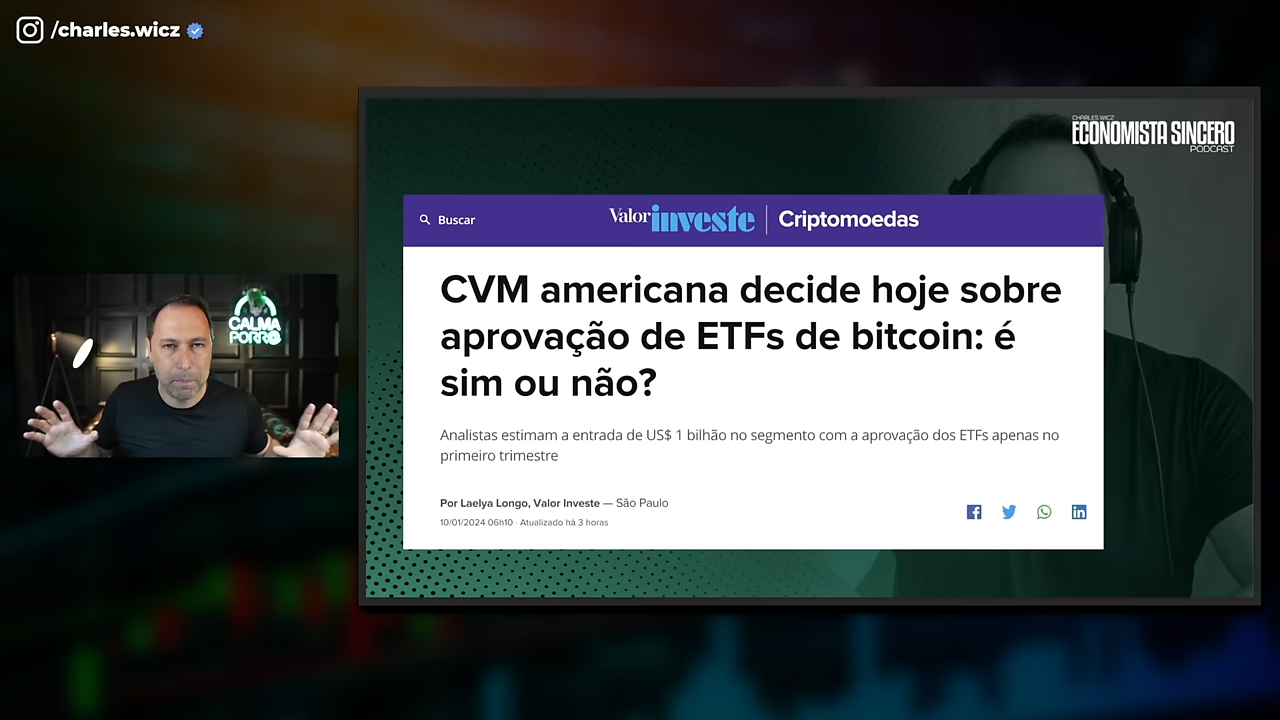 /charles.wicz
CHARLES WICZ
ECONOMISTA SINCERO
PODCAST
Buscar
Valor investe | Criptomoedas
CVM americana decide hoje sobre
aprovação de ETFs de bitcoin: é
sim ou não?
Analistas estimam a entrada de US$ 1 bilhão no segmento com a aprovação dos ETFs apenas no
primeiro trimestre
Por Laelya Longo, Valor Investe — São Paulo
10/01/2024 06h10 · Atualizado há 3 horas
CALMA
PORRO